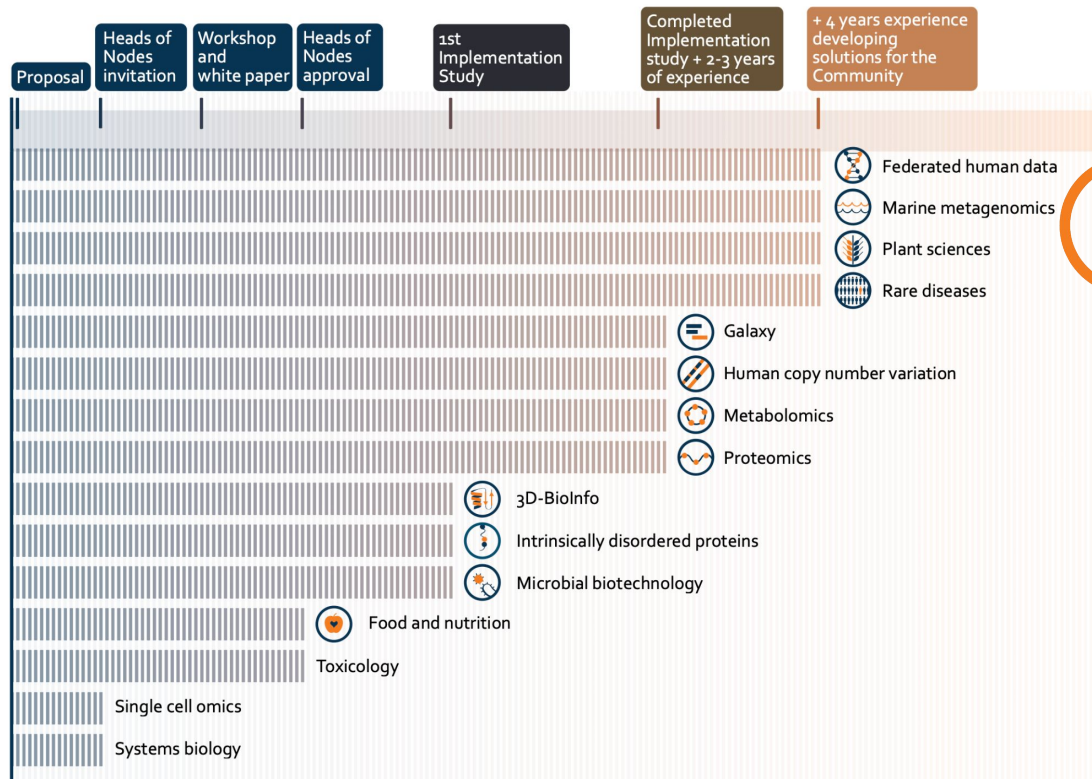 Proposal
Heads of
Nodes
invitation
Workshop
and
white paper
Heads of
Nodes
approval
1st
Implementation
Study
Completed
Implementation
study + 2-3 years
of experience
+ 4 years experience
developing
solutions for the
Community
Federated human data
Marine metagenomics
Plant sciences
Rare diseases
Galaxy
Human copy number variation
Metabolomics
Proteomics
3D-BioInfo
Intrinsically disordered proteins
Microbial biotechnology
Food and nutrition
Toxicology
Single cell omics
Systems biology